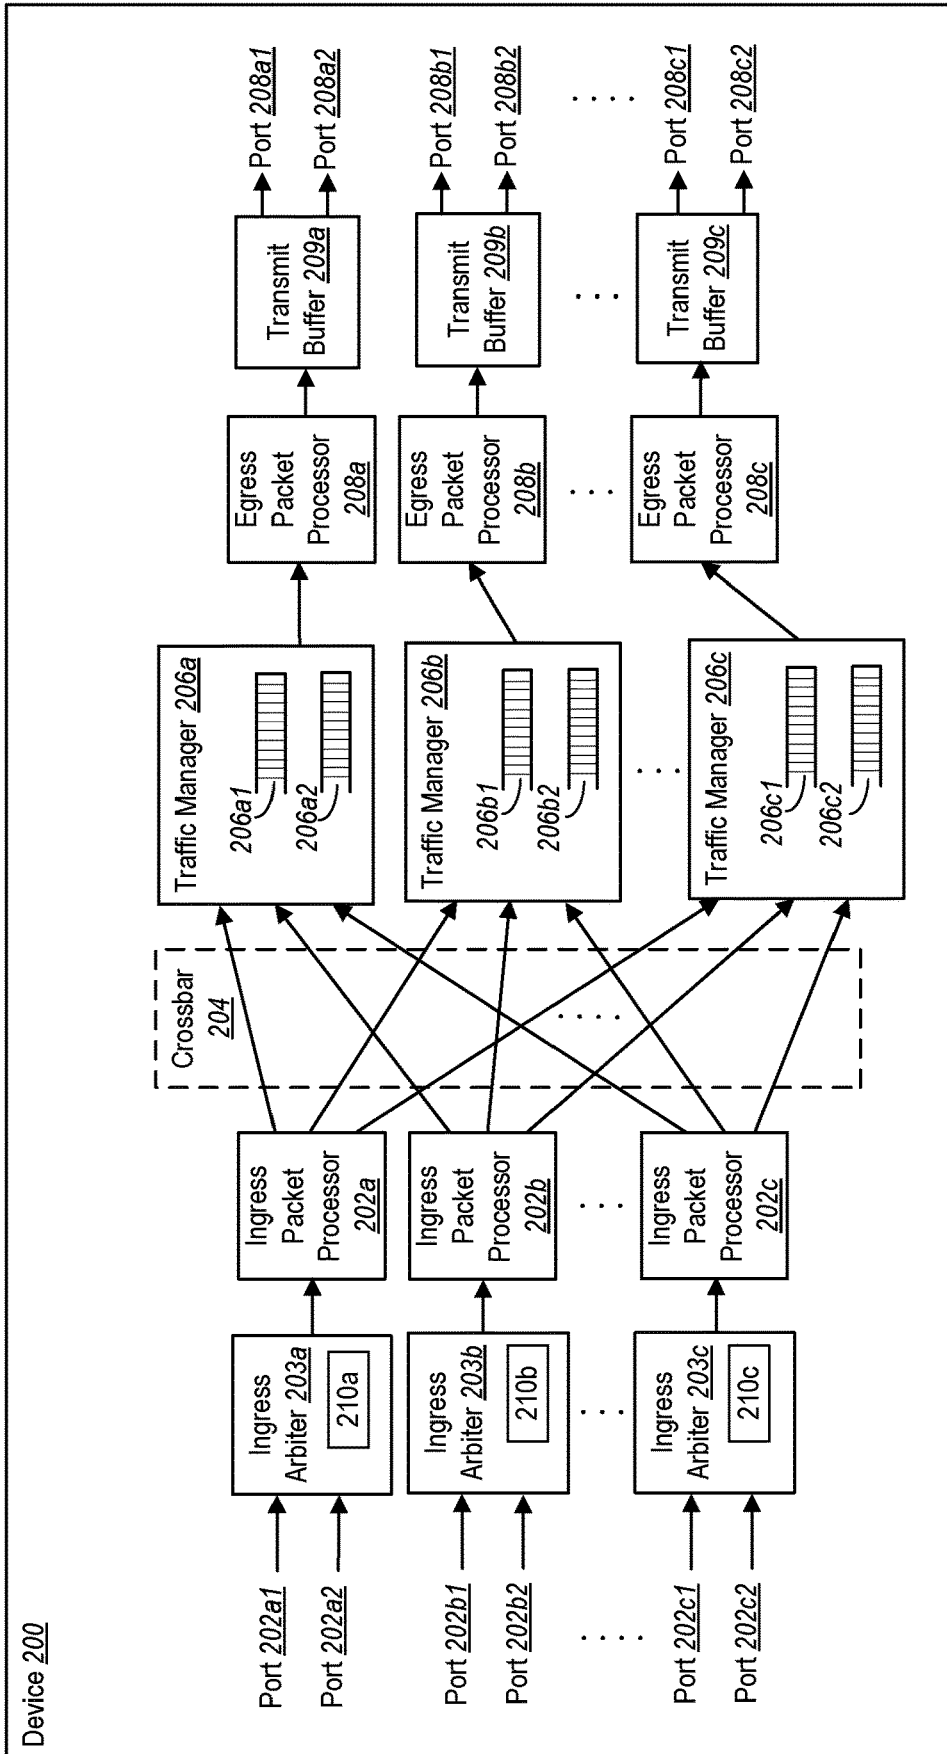 Device 200
Port 202a1
Port 202a2
Port 202b1
Port 202b2
. . . .
Port 202c1
Port 202c2
Ingress
Arbiter 203a
210a
Ingress
Arbiter 203b
210b
. . . .
Ingress
Arbiter 203c
210c
Ingress
Packet
Processor
202a
Ingress
Packet
Processor
202b
. . . .
Ingress
Packet
Processor
202c
Crossbar
204
. . . .
Traffic Manager 206a
206a1
206a2
Traffic Manager 206b
206b1
206b2
. . . .
Traffic Manager 206c
206c1
206c2
Egress
Packet
Processor
208a
Egress
Packet
Processor
208b
. . .
Egress
Packet
Processor
208c
Transmit
Buffer 209a
Transmit
Buffer 209b
. . .
Transmit
Buffer 209c
Port 208a1
Port 208a2
Port 208b1
Port 208b2
. . . .
Port 208c1
Port 208c2